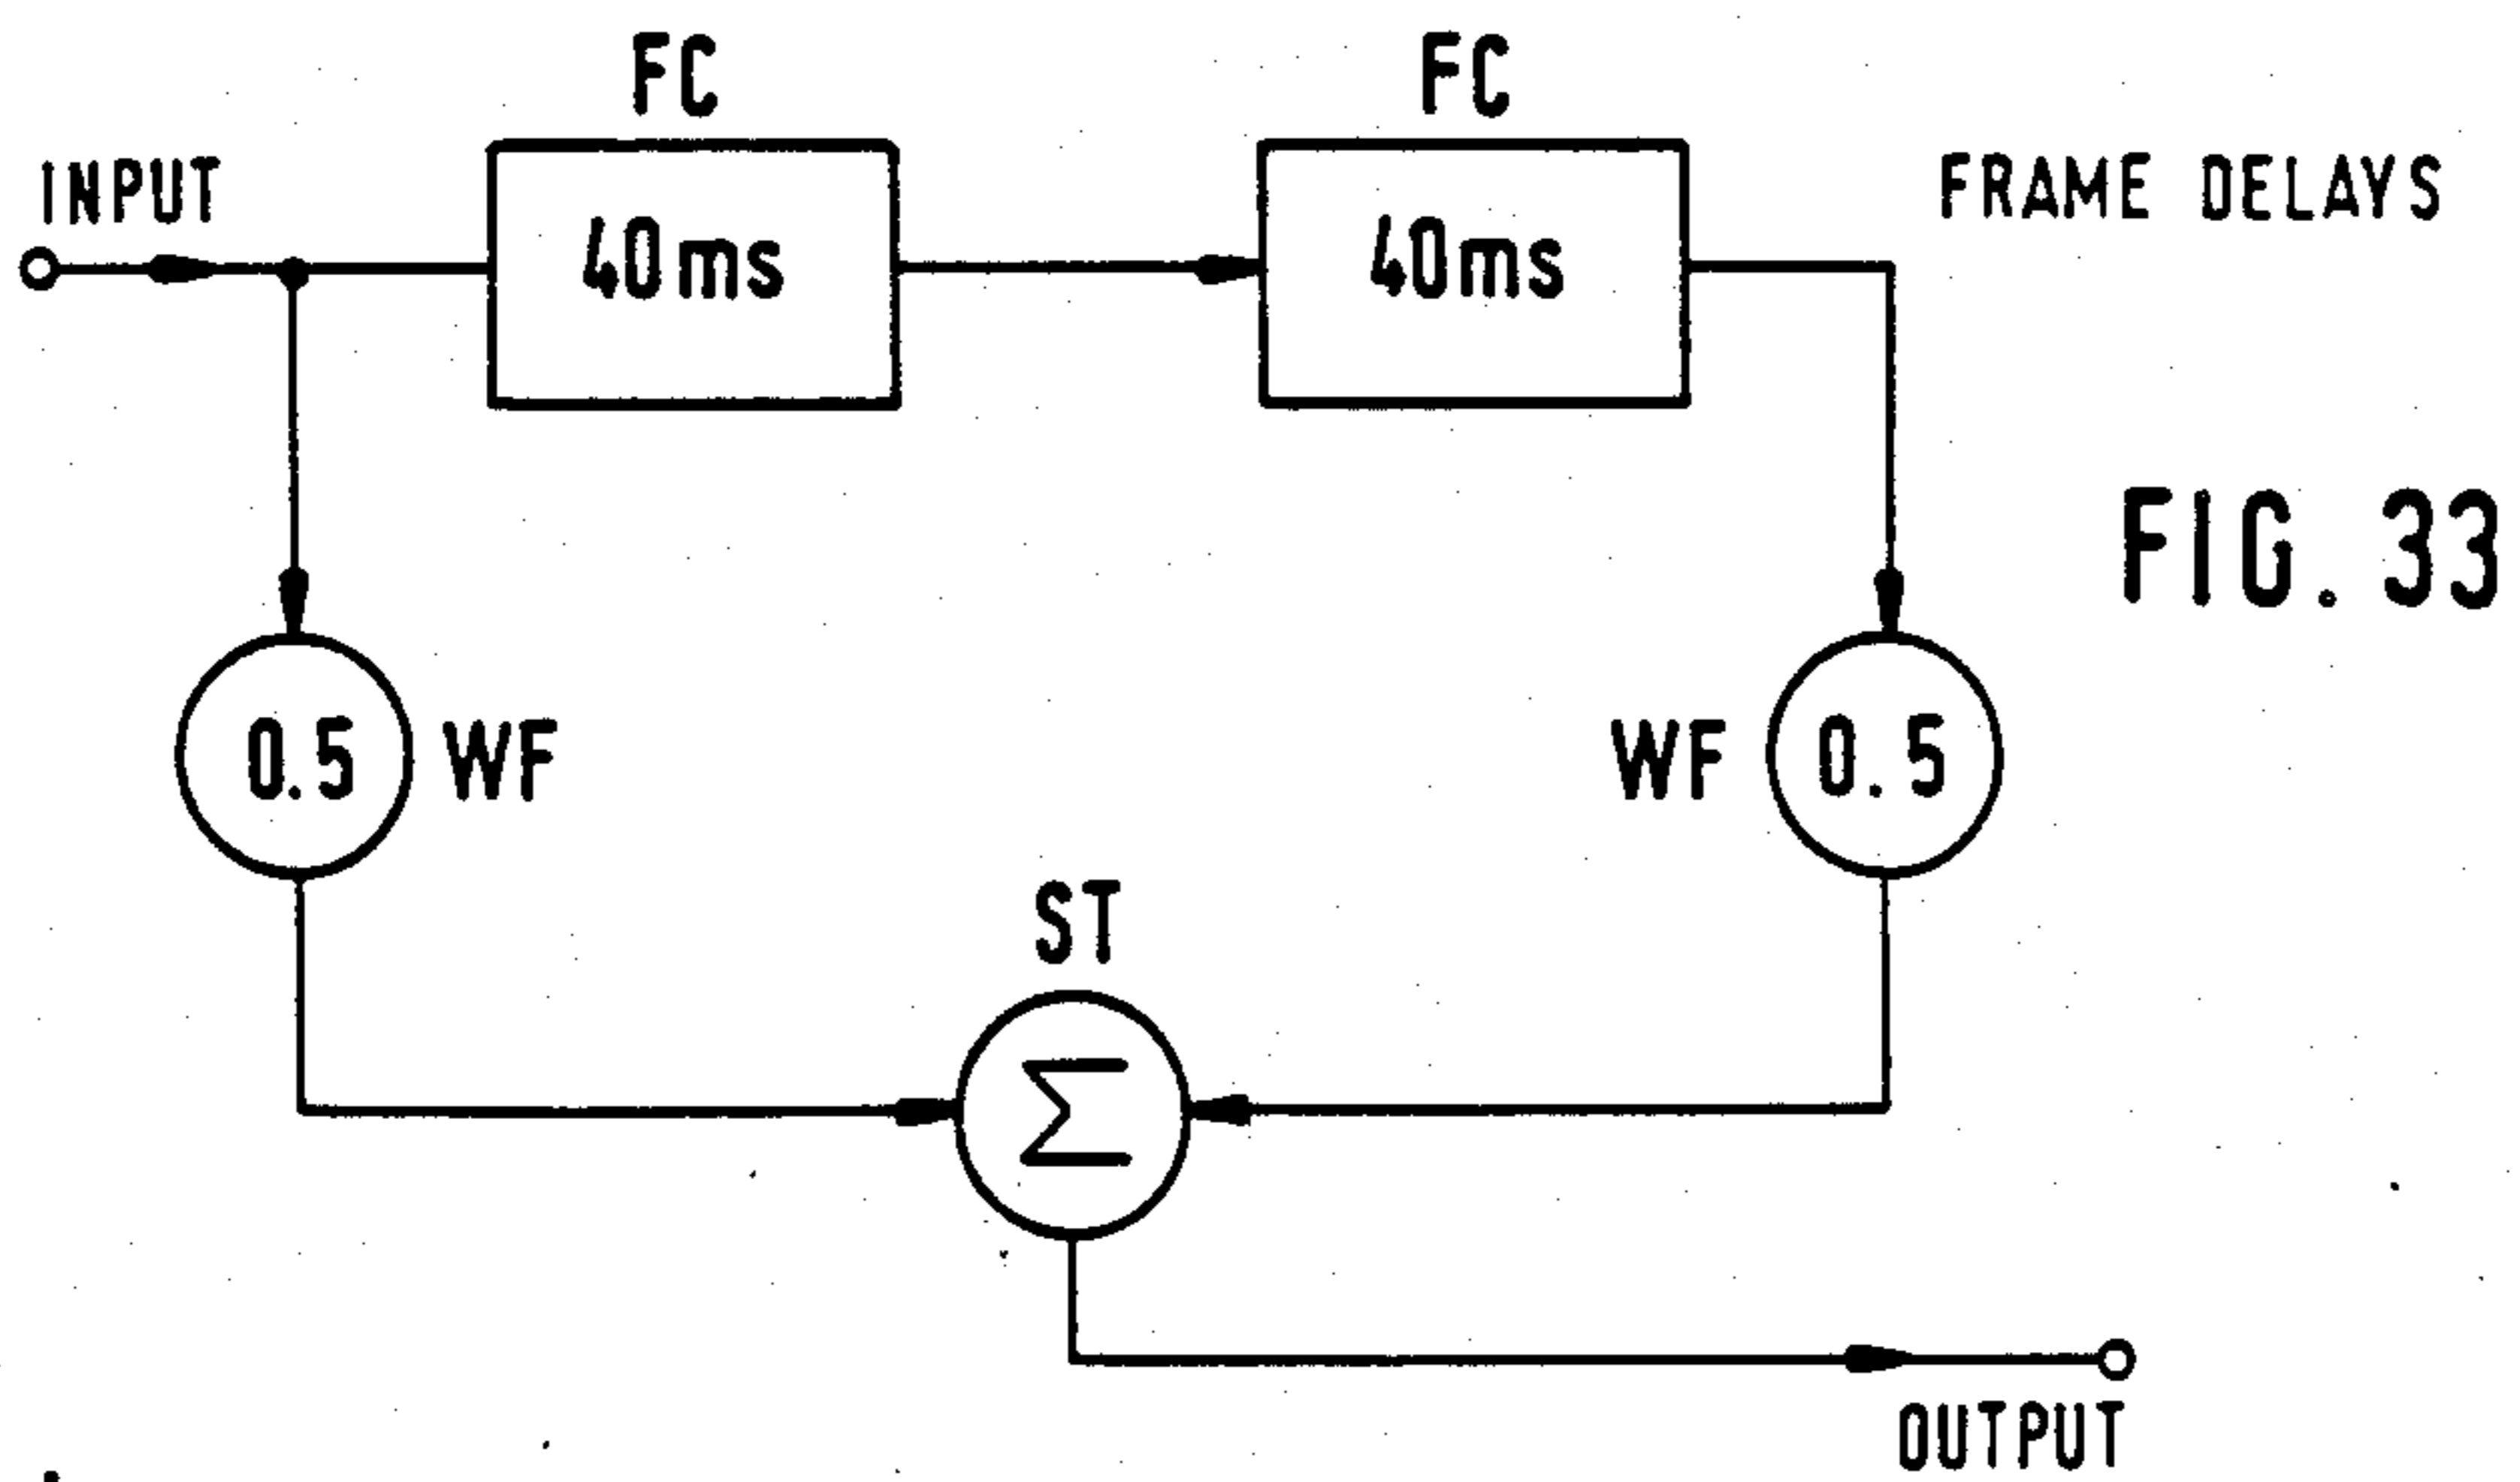 FC
FC
INPUT
FRAME DELAYS
40ms
40ms
FIG. 33
0.5
WF
WF
0.5
ST
Σ
OUTPUT